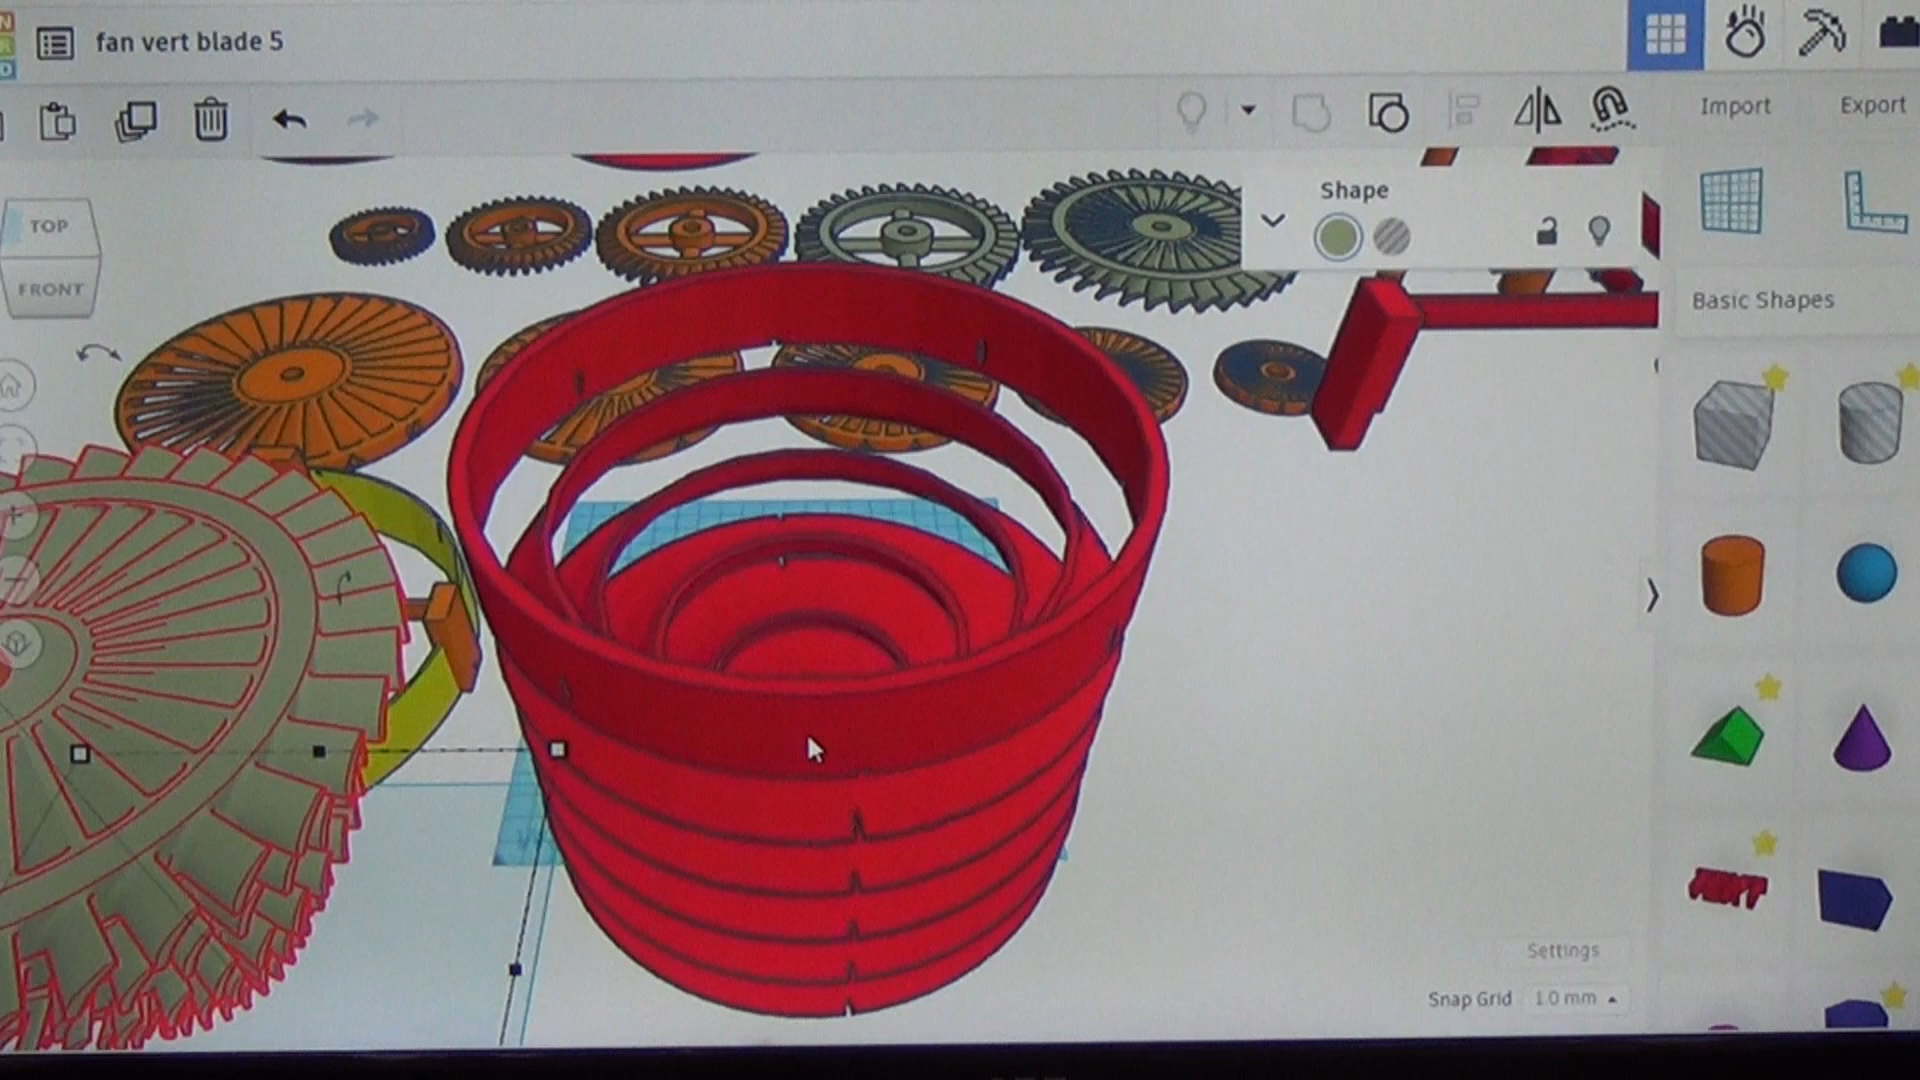 fan vert blade 5
Import
Export
Shape
TOP
FRONT
Basic Shapes
Settings
Snap Grid 1.0 mm